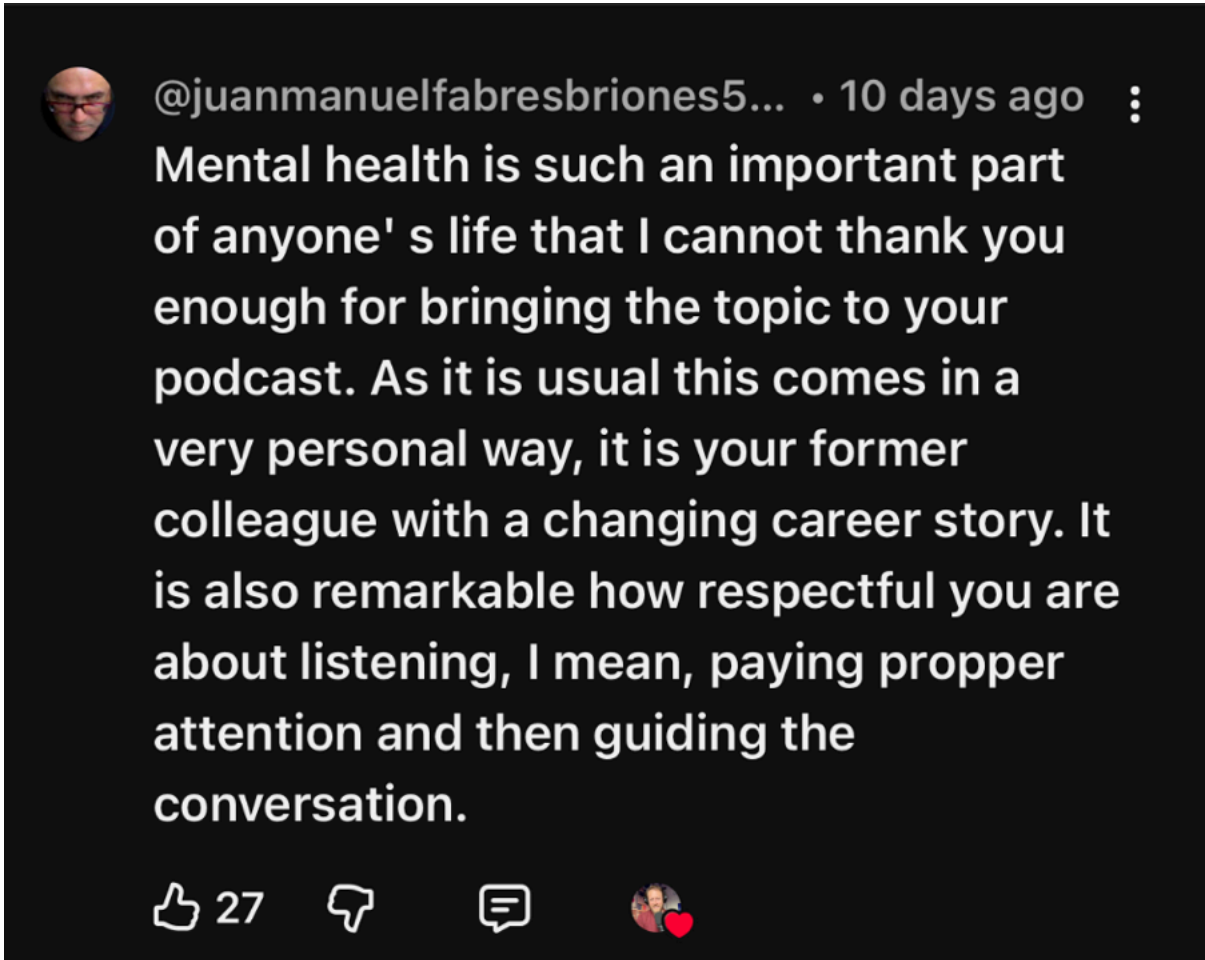 @juanmanuelfabresbriones5... • 10 days ago
Mental health is such an important part
of anyone' s life that I cannot thank you
enough for bringing the topic to your
podcast. As it is usual this comes in a
very personal way, it is your former
colleague with a changing career story. It
is also remarkable how respectful you are
about listening, I mean, paying propper
attention and then guiding the
conversation.
27